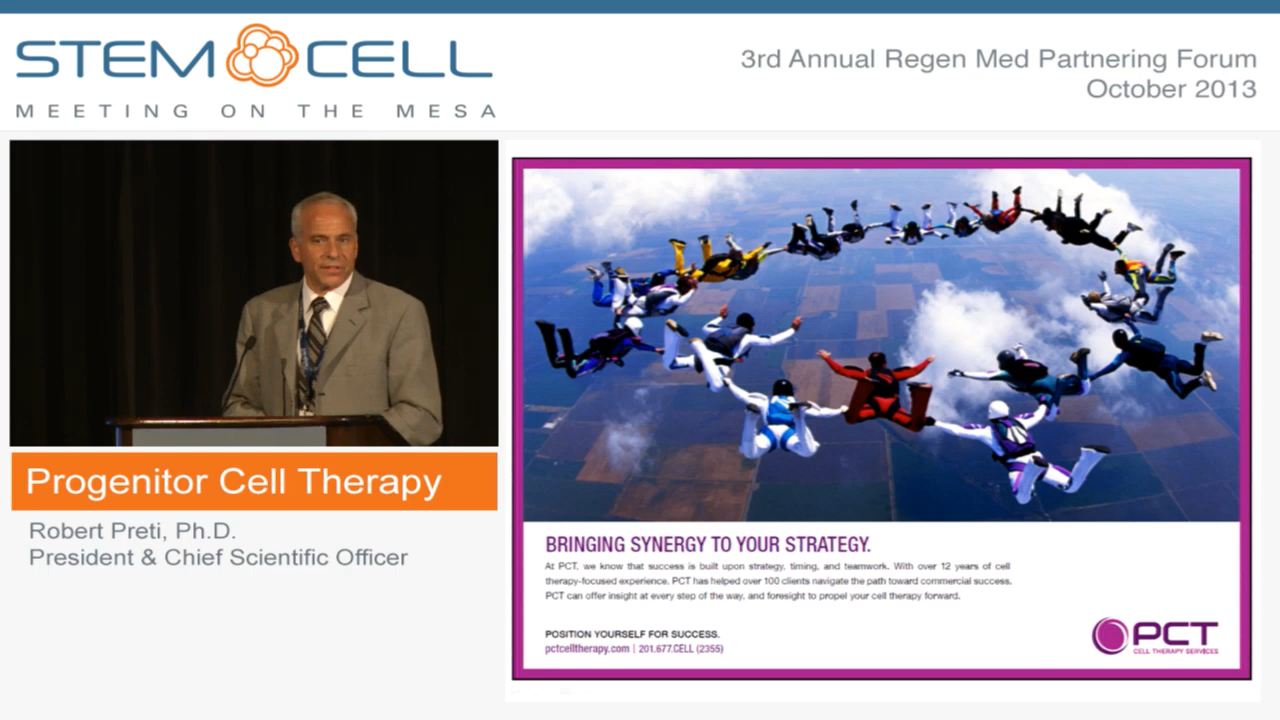 STEM CELL
MEETING ON THE MESA
3rd Annual Regen Med Partnering Forum
October 2013
Progenitor Cell Therapy
Robert Preti, Ph.D.
President & Chief Scientific Officer
BRINGING SYNERGY TO YOUR STRATEGY.
At PCT, we know that success is built upon strategy, timing, and teamwork. With over 12 years of cell
therapy-focused experience, PCT has helped over 100 clients navigate the path toward commercial success.
PCT can offer insight at every step of the way, and foresight to propel your cell therapy forward.
POSITION YOURSELF FOR SUCCESS.
pctcelltherapy.com | 201.677.CELL (2355)
PCT
CELL THERAPY SERVICES